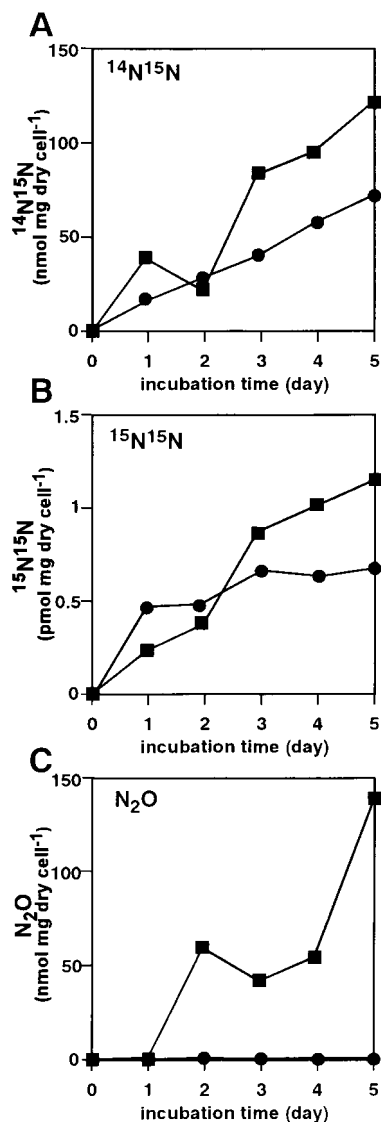 A
150
100
50
0
¹⁴N¹⁵N
¹⁴N¹⁵N
(nmol mg dry cell⁻¹)
0 1 2 3 4 5
incubation time (day)
B
1.5
1
0.5
0
¹⁵N¹⁵N
¹⁵N¹⁵N
(pmol mg dry cell⁻¹)
0 1 2 3 4 5
incubation time (day)
C
150
100
50
0
N₂O
N₂O
(nmol mg dry cell⁻¹)
0 1 2 3 4 5
incubation time (day)